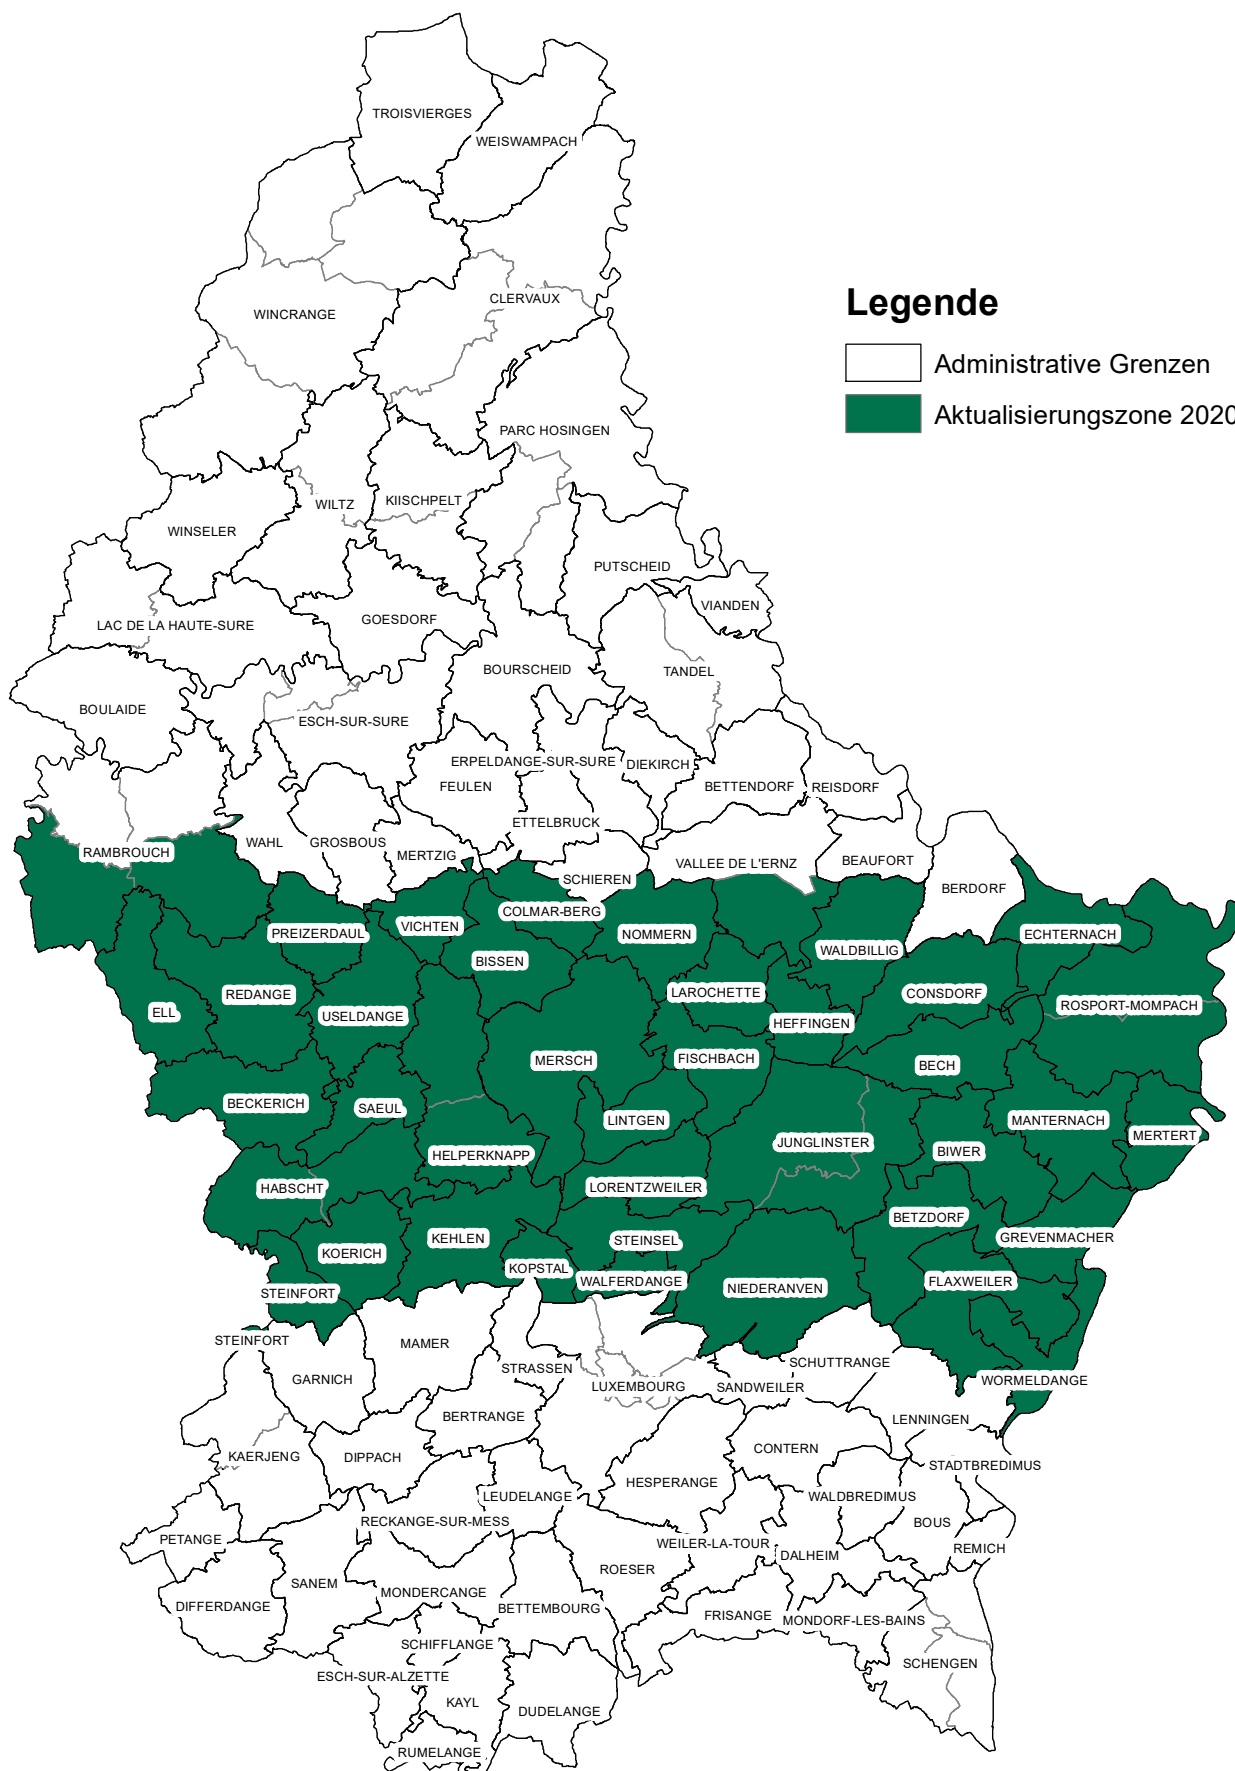 TROISVIERGES
WEISWAMPACH
CLERVAUX
WINCRANGE
Legende
Administrative Grenzen
Aktualisierungszone 2020
PARC HOSINGEN
WILTZ
KIISCHPELT
WINSELER
PUTSCHEID
VIANDEN
LAC DE LA HAUTE-SURE
GOESDORF
BOURSCHEID
TANDEL
BOULAIDE
ESCH-SUR-SURE
ERPELDANGE-SUR-SURE
DIEKIRCH
FEULEN
BETTENDORF
REISDORF
ETTELBRUCK
WAHL
GROSBOUS
RAMBROUCH
MERTZIG
VALLEE DE L'ERNZ
BEAUFORT
SCHIEREN
BERDORF
COLMAR-BERG
VICHTEN
PREIZERDAUL
NOMMERN
ECHTERNACH
WALDBILLIG
BISSEN
REDANGE
LAROCHETTE
CONSDORF
ROSPORT-MOMPACH
ELL
USELDANGE
HEFFINGEN
MERSCH
FISCHBACH
BECH
BECKERICH
SAEUL
LINTGEN
MANTERNACH
MERTERT
JUNGLINSTER
BIWER
HELPERKNAPP
HABSCHT
LORENTZWEILER
BETZDORF
KEHLEN
STEINSEL
GREVENMACHER
KOERICH
KOPSTAL
WALFERDANGE
NIEDERANVEN
FLAXWEILER
STEINFORT
STEINFORT
MAMER
SCHUTTRANGE
STRASSEN
GARNICH
LUXEMBOURG
SANDWEILER
WORMELDANGE
BERTRANGE
LENNINGEN
CONTERN
KAERJENG
DIPPACH
STADTBREDIMUS
HESPERANGE
LEUDELANGE
WALDBREDIMUS
RECKANGE-SUR-MESS
BOUS
PETANGE
WEILER-LA-TOUR
REMICH
DALHEIM
ROESER
SANEM
MONDERCANGE
DIFFERDANGE
BETTEMBOURG
FRISANGE
MONDORF-LES-BAINS
SCHIFFLANGE
SCHENGEN
ESCH-SUR-ALZETTE
KAYL
DUDELANGE
RUMELANGE